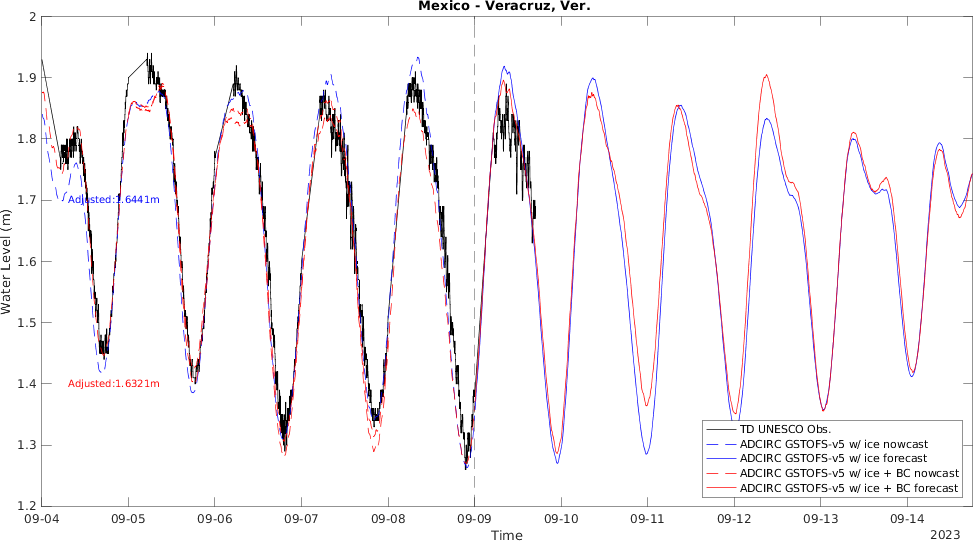 Mexico - Veracruz, Ver.
2
1.9
1.8
1.7
1.6
1.5
1.4
1.3
1.2
Water Level (m)
Adjusted:1.6441m
Adjusted:1.6321m
TD UNESCO Obs.
ADCIRC GSTOFS-v5 w/ ice nowcast
ADCIRC GSTOFS-v5 w/ ice forecast
ADCIRC GSTOFS-v5 w/ ice + BC nowcast
ADCIRC GSTOFS-v5 w/ ice + BC forecast
09-04 09-05 09-06 09-07 09-08 09-09 09-10 09-11 09-12 09-13 09-14
Time
2023